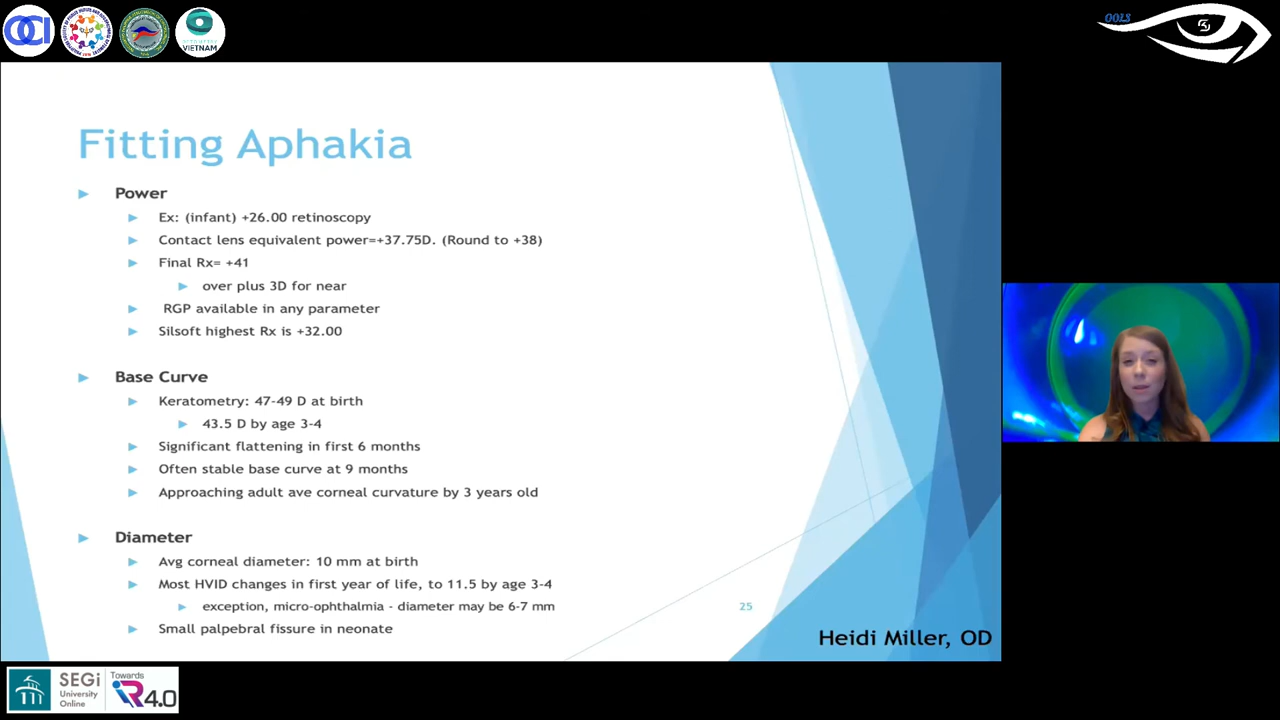 OCI
VIETNAM
OOLS
Fitting Aphakia
Power
Ex: (infant) +26.00 retinoscopy
Contact lens equivalent power=+37.75D. (Round to +38)
Final Rx= +41
over plus 3D for near
RGP available in any parameter
Silsoft highest Rx is +32.00
Base Curve
Keratometry: 47-49 D at birth
43.5 D by age 3-4
Significant flattening in first 6 months
Often stable base curve at 9 months
Approaching adult ave corneal curvature by 3 years old
Diameter
Avg corneal diameter: 10 mm at birth
Most HVID changes in first year of life, to 11.5 by age 3-4
exception, micro-ophthalmia - diameter may be 6-7 mm
Small palpebral fissure in neonate
25
Heidi Miller, OD
SEGi
University
Online
Towards
R4.0